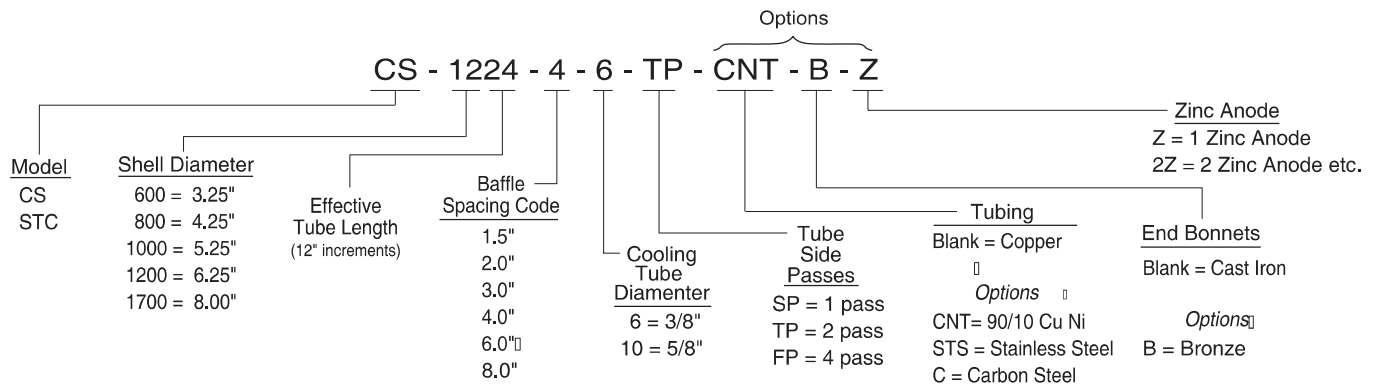 Options
CS - 1224 - 4 - 6 - TP - CNT - B - Z
Model
CS
STC
Shell Diameter
600 = 3.25"
800 = 4.25"
1000 = 5.25"
1200 = 6.25"
1700 = 8.00"
Effective
Tube Length
(12" increments)
Baffle
Spacing Code
1.5"
2.0"
3.0"
4.0"
6.0"
8.0"
Cooling
Tube
Diamenter
6 = 3/8"
10 = 5/8"
Tube
Side
Passes
SP = 1 pass
TP = 2 pass
FP = 4 pass
Tubing
Blank = Copper
Options
CNT= 90/10 Cu Ni
STS = Stainless Steel
C = Carbon Steel
End Bonnets
Blank = Cast Iron
Options
B = Bronze
Zinc Anode
Z = 1 Zinc Anode
2Z = 2 Zinc Anode etc.